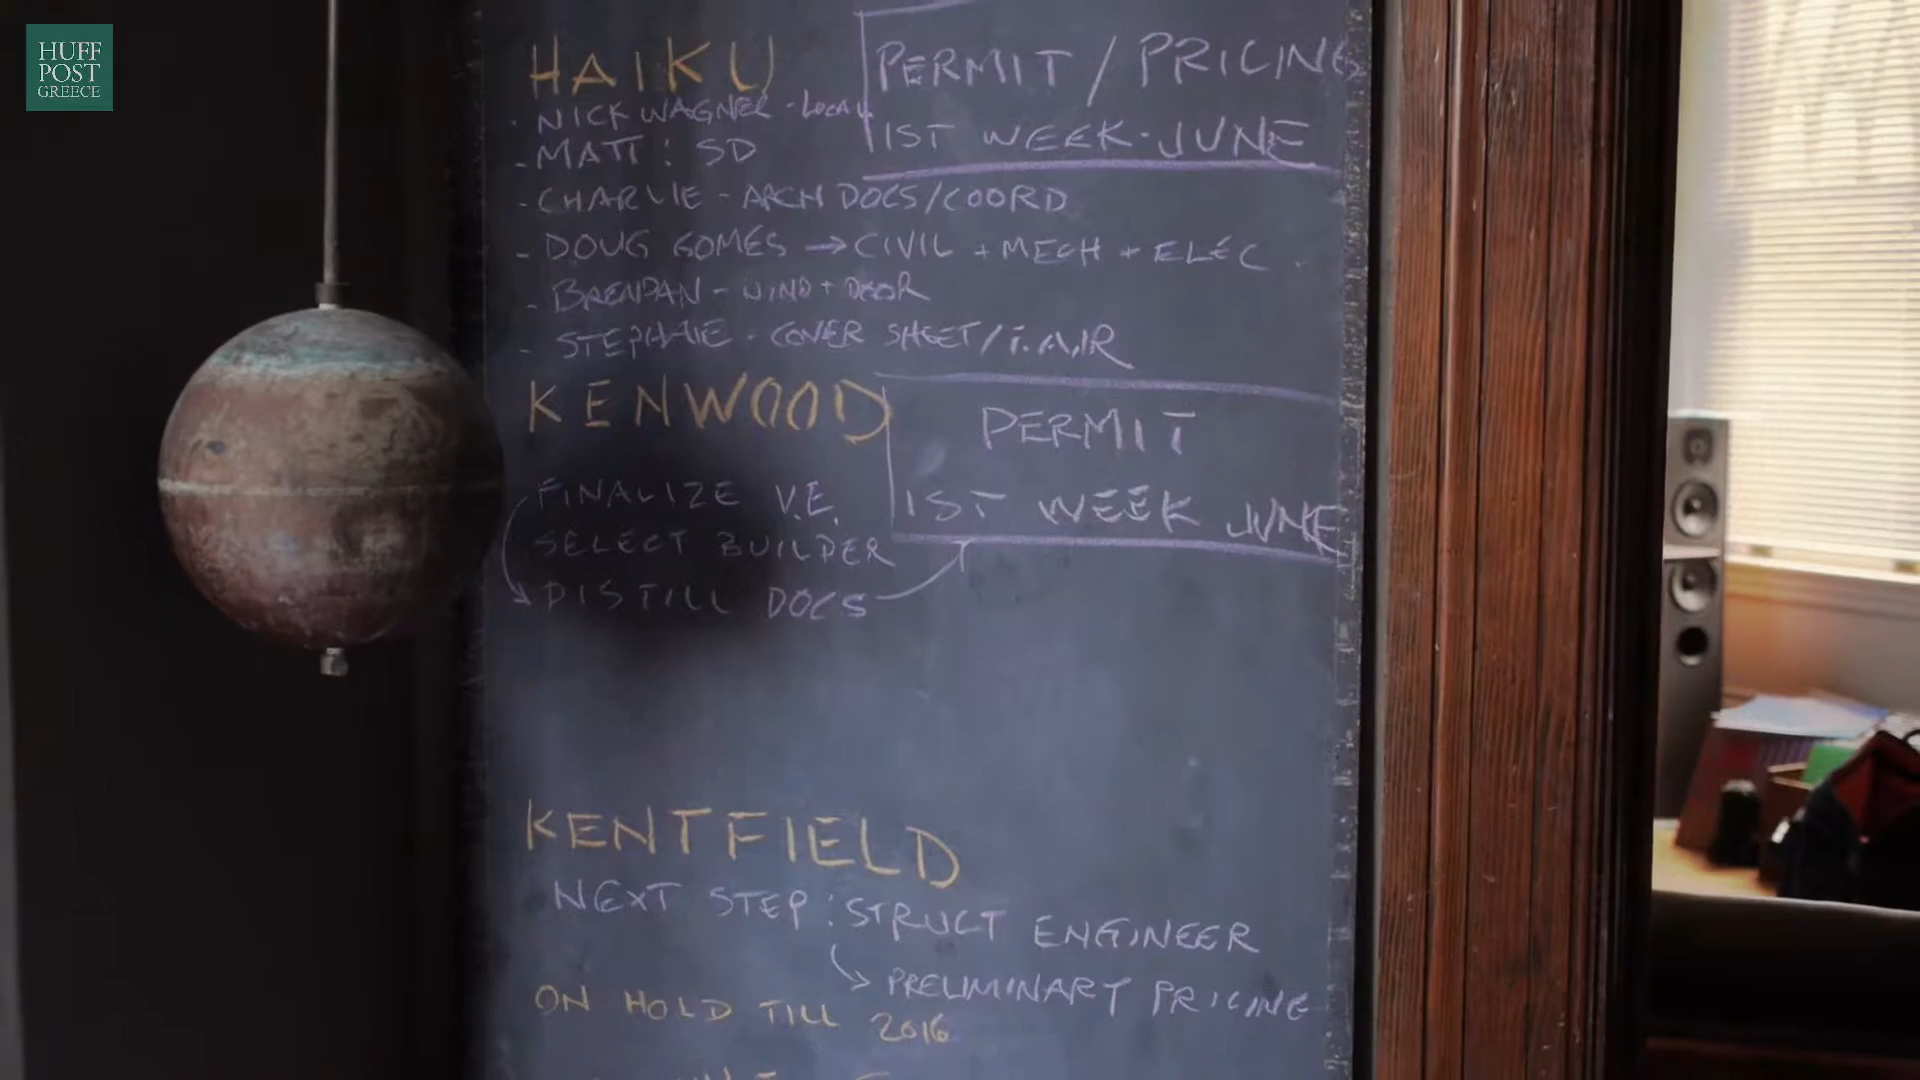 HUFF
POST
GREECE
HAIKU
PERMIT / PRICING
1ST WEEK - JUNE
· NICK WAGNER - LOCAL
- MATT : SD
- CHARLIE - ARCH DOCS/COORD
- DOUG GOMES → CIVIL + MECH + ELEC
- BRENDAN - WIND + DOOR
- STEPHAIE - COVER SHEET/T.A.IR
KENWOOD
PERMIT
1ST WEEK JUNE
FINALIZE V.E.
SELECT BUILDER
DISTILL DOCS
KENTFIELD
NEXT STEP : STRUCT ENGINEER
PRELIMINARY PRICING
ON HOLD TILL 2016